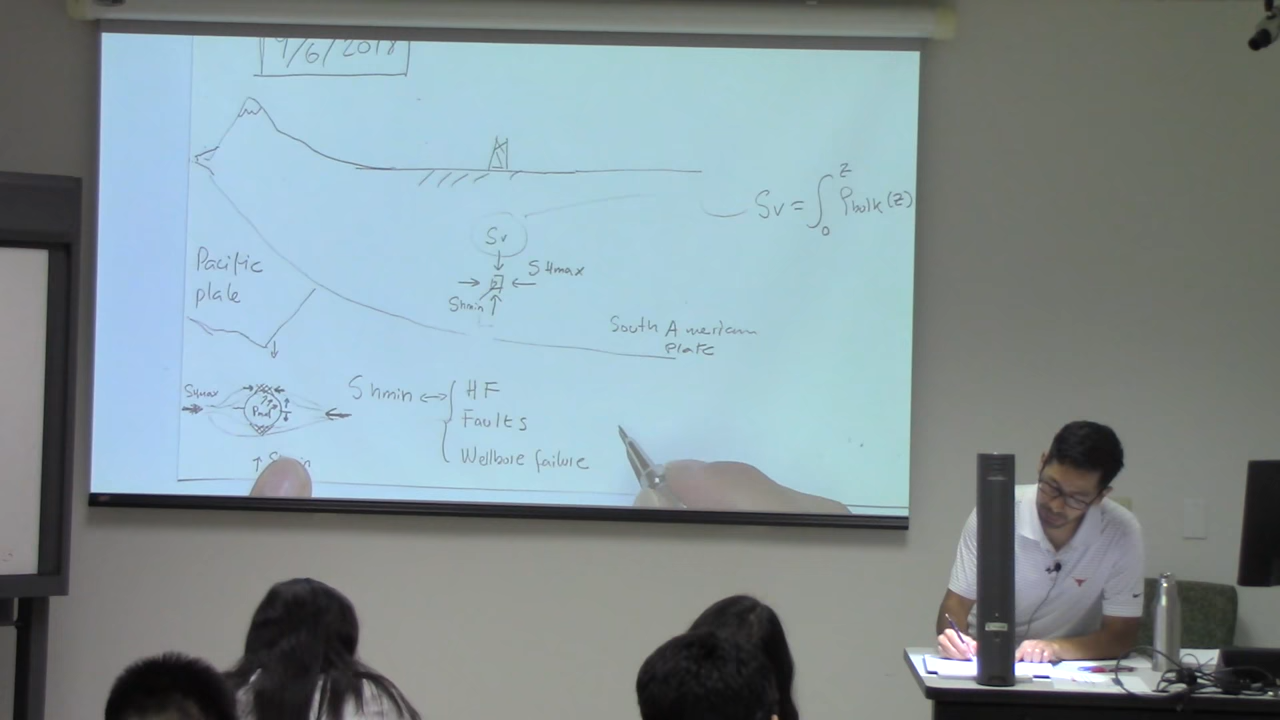 9/6/2018
Sv = ∫₀ᶻ ρbulk(z)
Sv
SHmax
Shmin
Pacific
plate
South American
Plate
SHmax
Pmud
Shmin ↔ { HF
Faults
Wellbore failure